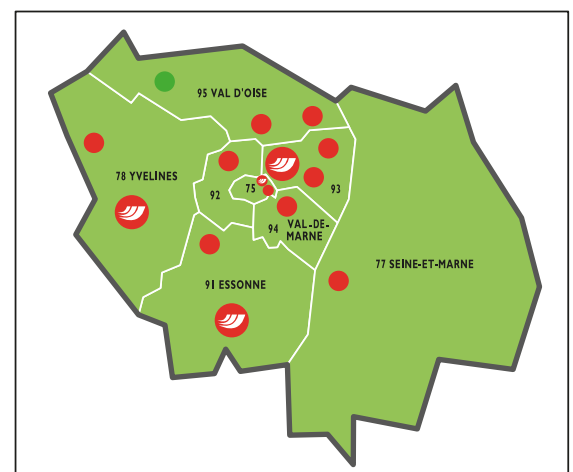 95 VAL D'OISE
78 YVELINES
92
75
93
94
VAL-DE-
MARNE
77 SEINE-ET-MARNE
91 ESSONNE